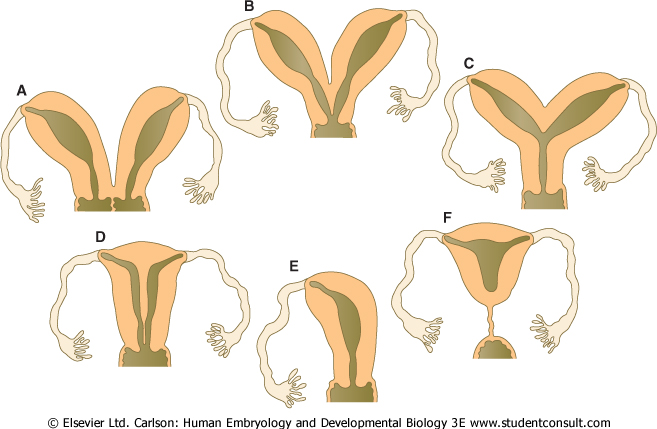 B
A
C
D
E
F
© Elsevier Ltd. Carlson: Human Embryology and Developmental Biology 3E www.studentconsult.com